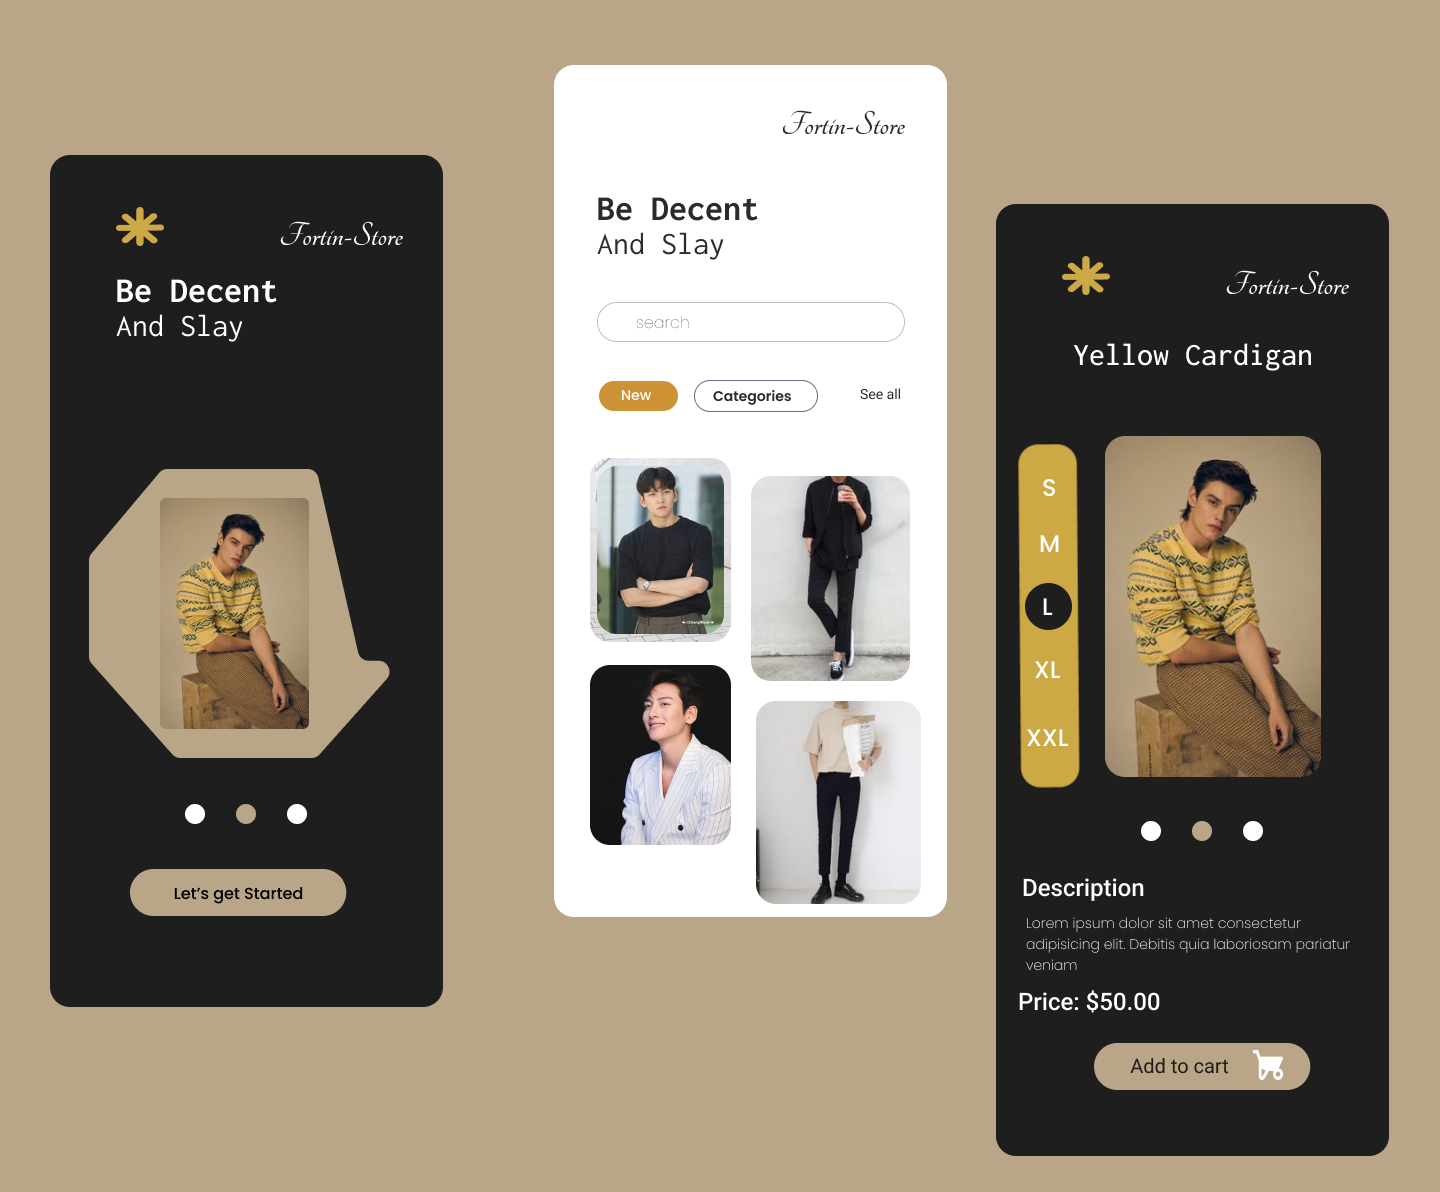 Fortin-Store
Be Decent
And Slay
Let's get Started
Fortin-Store
Be Decent
And Slay
search
New
Categories
See all
Fortin-Store
Yellow Cardigan
S
M
L
XL
XXL
Description
Lorem ipsum dolor sit amet consectetur
adipisicing elit. Debitis quia laboriosam pariatur
veniam
Price: $50.00
Add to cart